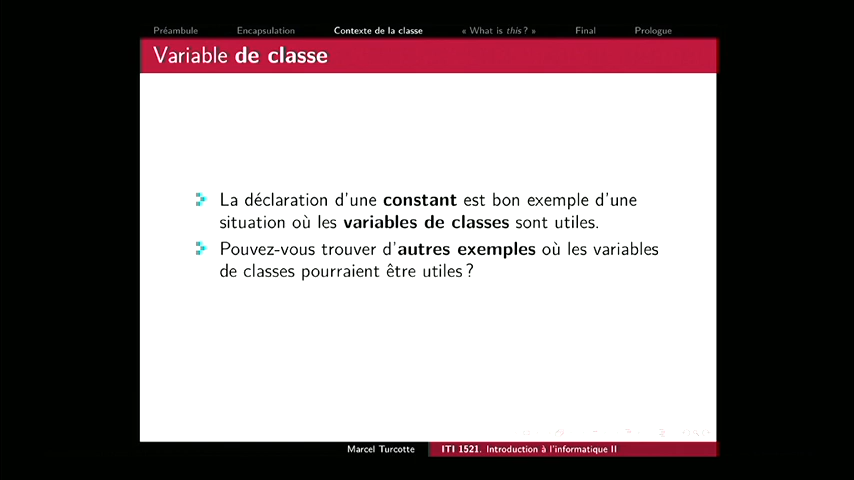 Préambule Encapsulation Contexte de la classe « What is this ? » Final Prologue
Variable de classe
La déclaration d'une constant est bon exemple d'une
situation où les variables de classes sont utiles.
Pouvez-vous trouver d'autres exemples où les variables
de classes pourraient être utiles ?
Marcel Turcotte ITI 1521. Introduction à l'informatique II